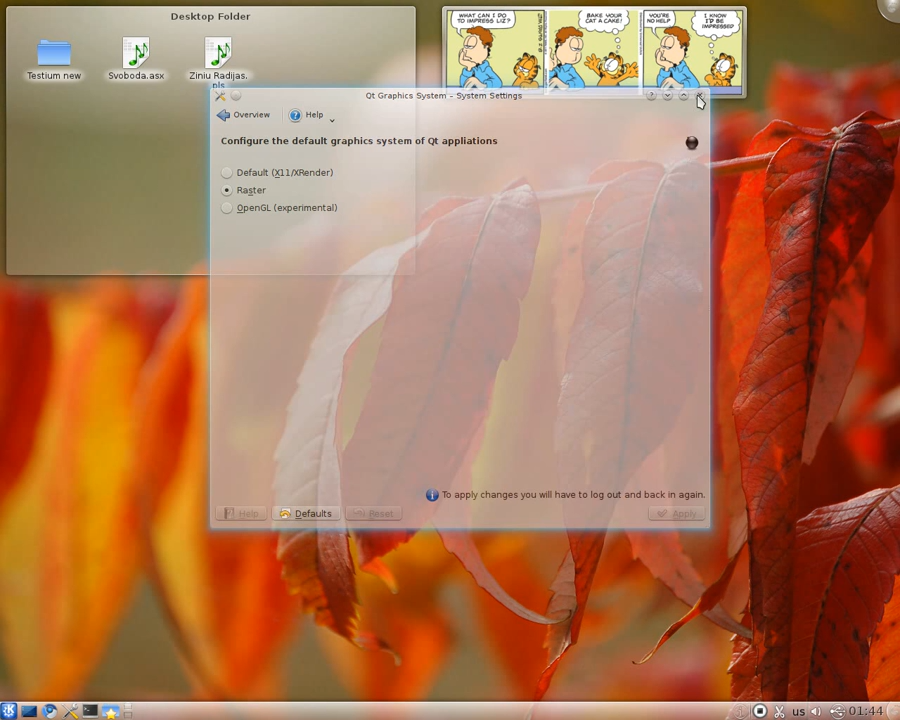 Desktop Folder
Testium new
Svoboda.asx
Ziniu Radijas.
pls
WHAT CAN I DO
TO IMPRESS LIZ?
BAKE YOUR
CAT A CAKE!
YOU'RE
NO HELP
I KNOW
I'D BE
IMPRESSED
Qt Graphics System – System Settings
Overview
Help
Configure the default graphics system of Qt appliations
Default (X11/XRender)
Raster
OpenGL (experimental)
To apply changes you will have to log out and back in again.
Help
Defaults
Reset
Apply
us
01:44